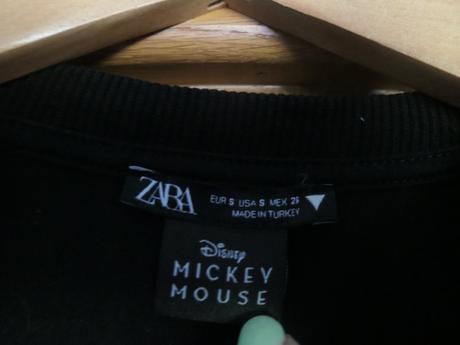 ZARA
EUR S USA S MEX 26
MADE IN TURKEY
Disney
MICKEY
MOUSE